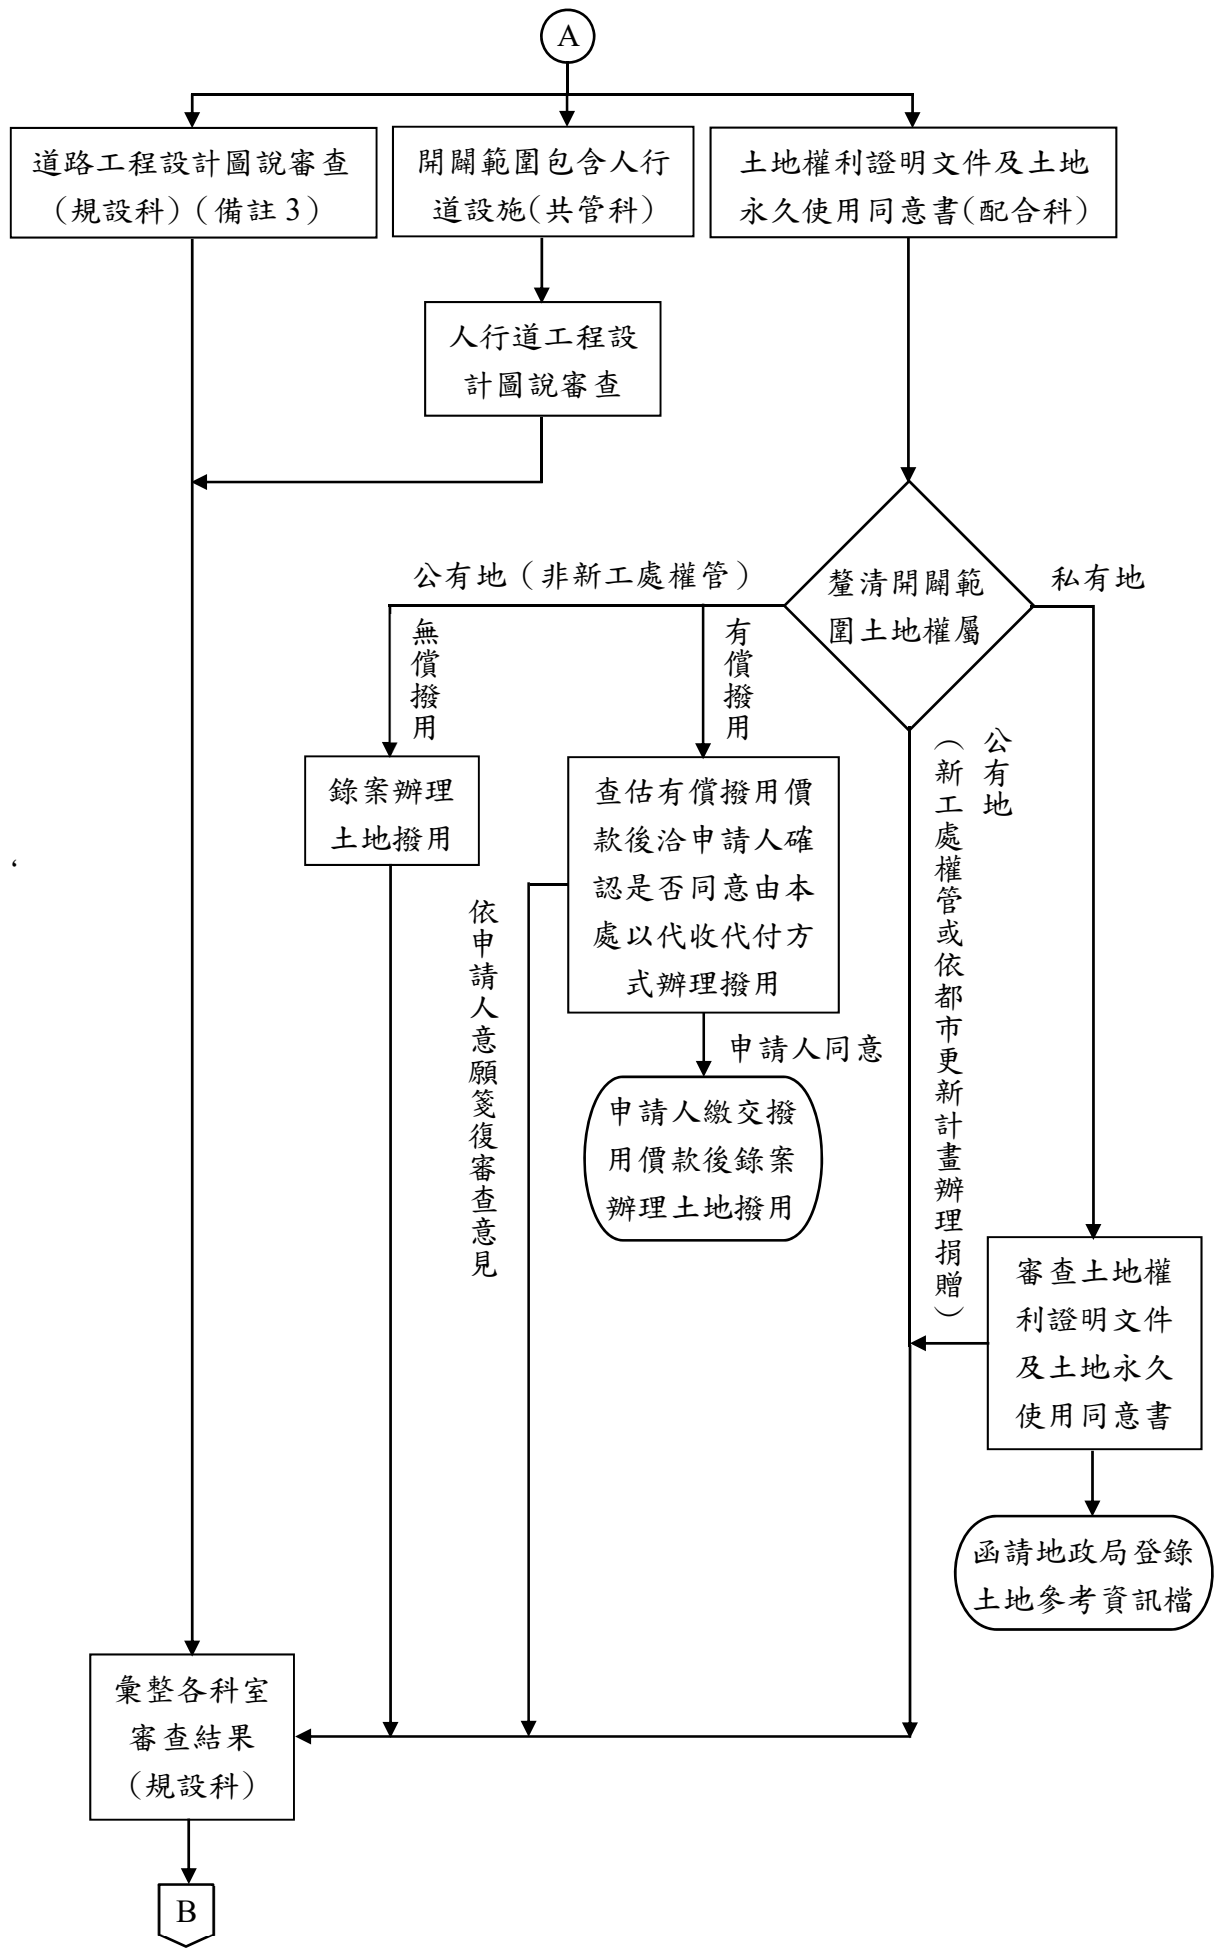 A
道路工程設計圖說審查
(規設科)(備註3)
開闢範圍包含人行
道設施(共管科)
土地權利證明文件及土地
永久使用同意書(配合科)
人行道工程設
計圖說審查
釐清開闢範
圍土地權屬
公有地(非新工處權管)
私有地
無償撥用
有償撥用
公有地
(新工處權管或依都市更新計畫辦理捐贈)
錄案辦理
土地撥用
查估有償撥用價
款後洽申請人確
認是否同意由本
處以代收代付方
式辦理撥用
依申請人意願箋復審查意見
申請人同意
申請人繳交撥
用價款後錄案
辦理土地撥用
審查土地權
利證明文件
及土地永久
使用同意書
函請地政局登錄
土地參考資訊檔
彙整各科室
審查結果
(規設科)
B